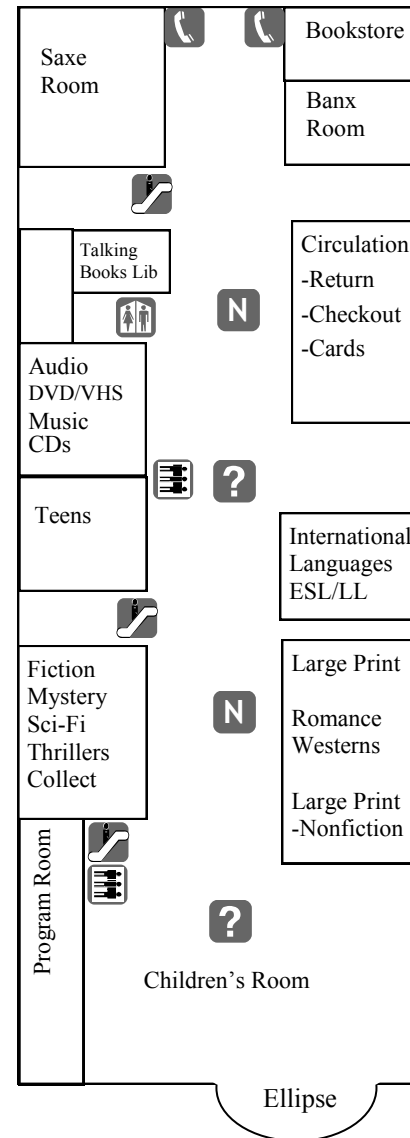 Saxe
Room
Bookstore
Banx
Room
Talking
Books Lib
N
Circulation
-Return
-Checkout
-Cards
Audio
DVD/VHS
Music
CDs
?
Teens
International
Languages
ESL/LL
Fiction
Mystery
Sci-Fi
Thrillers
Collect
N
Large Print
Romance
Westerns
Large Print
-Nonfiction
Program Room
?
Children’s Room
Ellipse